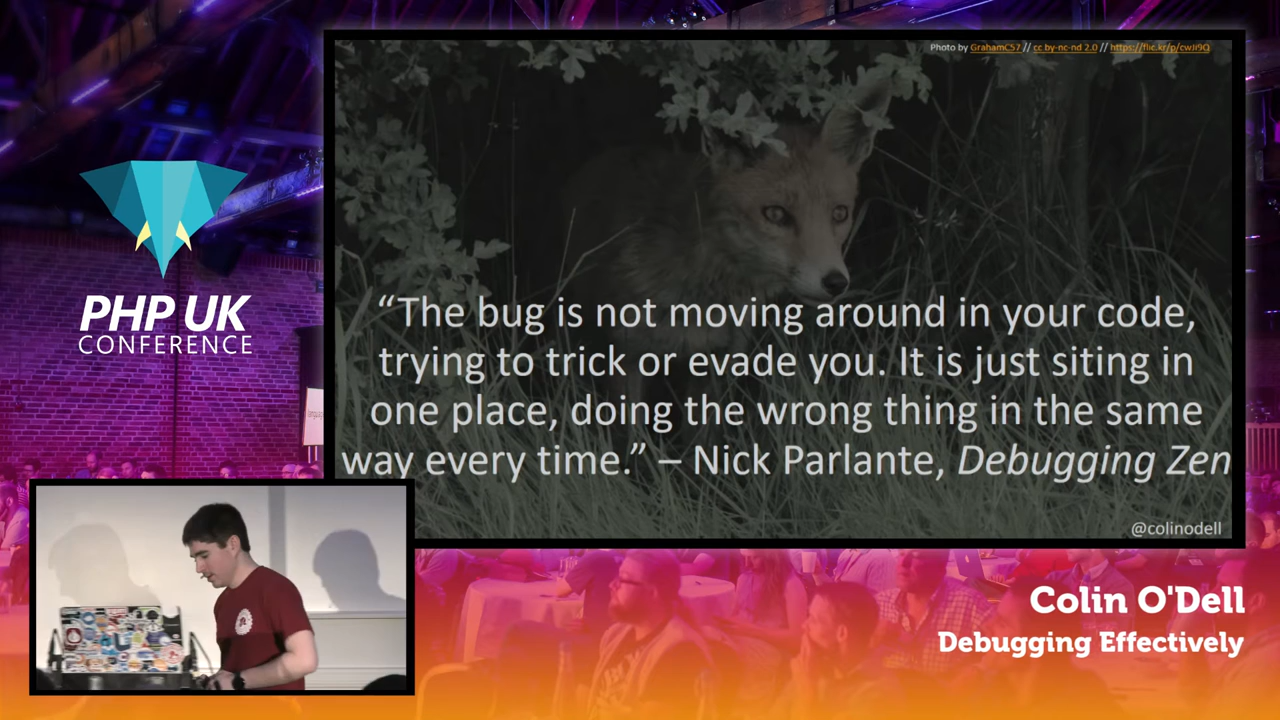 Photo by GrahamC57 // cc by-nc-nd 2.0 // https://flic.kr/p/cwJi9Q
“The bug is not moving around in your code,
trying to trick or evade you. It is just siting in
one place, doing the wrong thing in the same
way every time.” – Nick Parlante, Debugging Zen
@colinodell
PHP UK
CONFERENCE
Colin O'Dell
Debugging Effectively